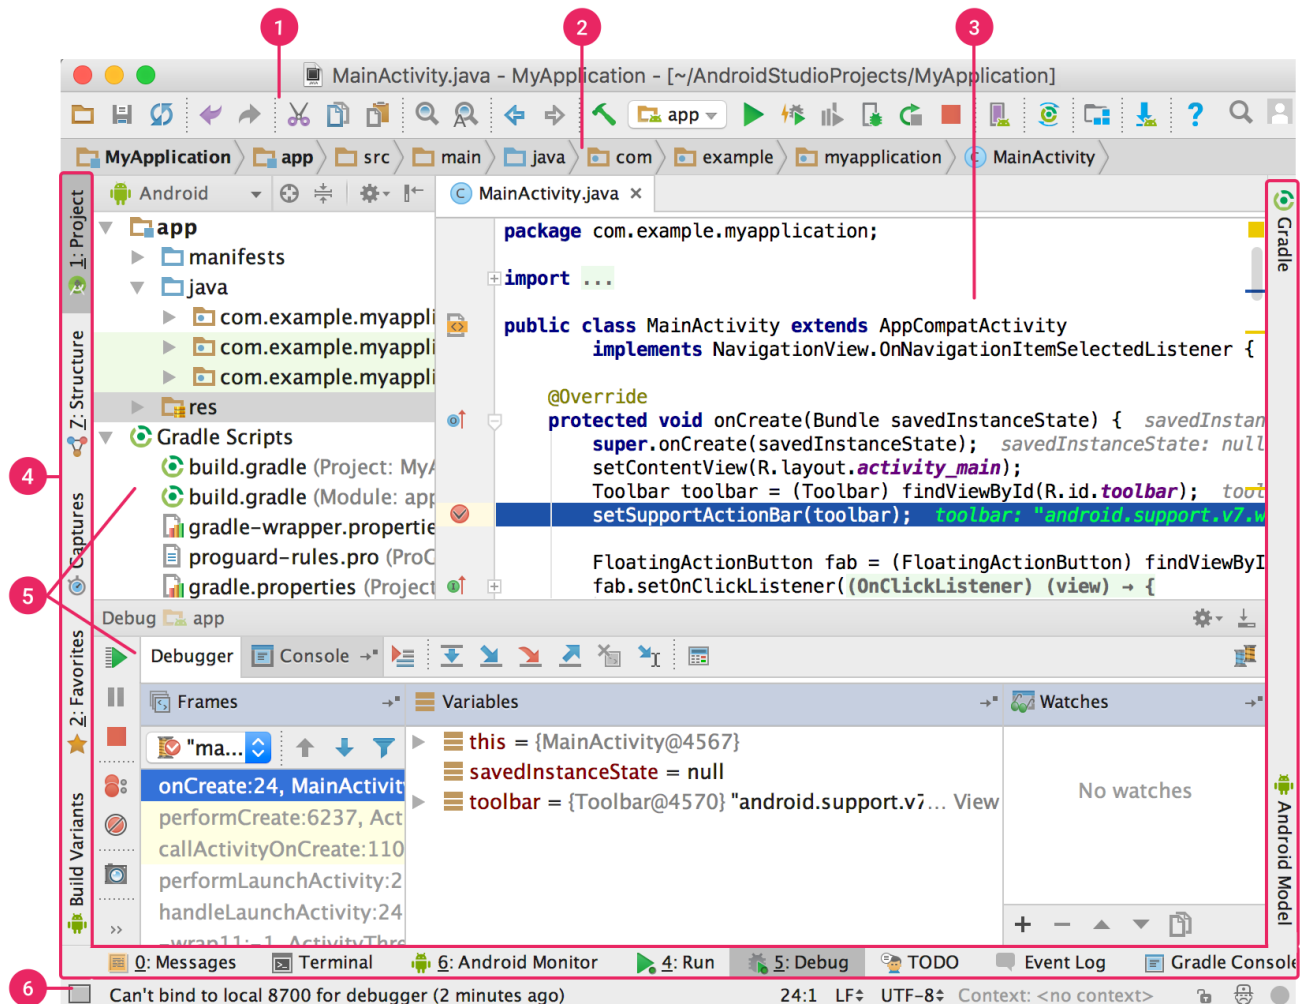 1
2
3
MainActivity.java - MyApplication - [~/AndroidStudioProjects/MyApplication]
app
MyApplication app src main java com example myapplication MainActivity
1: Project
Z: Structure
Captures
2: Favorites
Build Variants
4
5
6
Android
app
manifests
java
com.example.myappli
com.example.myappli
com.example.myappli
res
Gradle Scripts
build.gradle (Project: MyA
build.gradle (Module: app
gradle-wrapper.propertie
proguard-rules.pro (ProC
gradle.properties (Project
MainActivity.java
package com.example.myapplication;
import ...
public class MainActivity extends AppCompatActivity
implements NavigationView.OnNavigationItemSelectedListener {
@Override
protected void onCreate(Bundle savedInstanceState) { savedInstan
super.onCreate(savedInstanceState); savedInstanceState: null
setContentView(R.layout.activity_main);
Toolbar toolbar = (Toolbar) findViewById(R.id.toolbar); tool
setSupportActionBar(toolbar); toolbar: "android.support.v7.w
FloatingActionButton fab = (FloatingActionButton) findViewByI
fab.setOnClickListener((OnClickListener) (view) → {
Gradle
Android Model
Debug app
Debugger Console
Frames
"ma...
onCreate:24, MainActivit
performCreate:6237, Act
callActivityOnCreate:110
performLaunchActivity:2
handleLaunchActivity:24
-wrap11:-1, ActivityThre
Variables
this = {MainActivity@4567}
savedInstanceState = null
toolbar = {Toolbar@4570} "android.support.v7... View
Watches
No watches
0: Messages Terminal 6: Android Monitor 4: Run 5: Debug TODO Event Log Gradle Console
Can't bind to local 8700 for debugger (2 minutes ago) 24:1 LF UTF-8 Context: <no context>